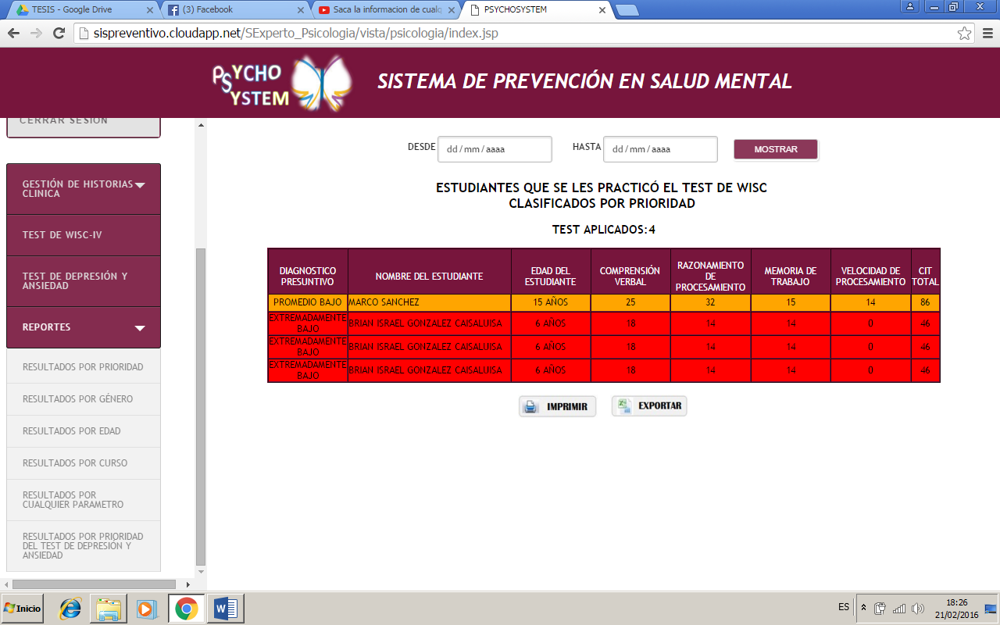 TESIS - Google Drive
(3) Facebook
Saca la informacion de cualq
PSYCHOSYSTEM
sispreventivo.cloudapp.net/SExperto_Psicologia/vista/psicologia/index.jsp
PSYCHO
SYSTEM
SISTEMA DE PREVENCIÓN EN SALUD MENTAL
CERRAR SESIÓN
GESTIÓN DE HISTORIAS
CLINICA
TEST DE WISC-IV
TEST DE DEPRESIÓN Y
ANSIEDAD
REPORTES
RESULTADOS POR PRIORIDAD
RESULTADOS POR GÉNERO
RESULTADOS POR EDAD
RESULTADOS POR CURSO
RESULTADOS POR
CUALQUIER PARAMETRO
RESULTADOS POR PRIORIDAD
DEL TEST DE DEPRESIÓN Y
ANSIEDAD
DESDE dd/mm/aaaa HASTA dd/mm/aaaa MOSTRAR
ESTUDIANTES QUE SE LES PRACTICÓ EL TEST DE WISC
CLASIFICADOS POR PRIORIDAD
TEST APLICADOS:4
DIAGNOSTICO PRESUNTIVO NOMBRE DEL ESTUDIANTE EDAD DEL ESTUDIANTE COMPRENSIÓN VERBAL RAZONAMIENTO DE PROCESAMIENTO MEMORIA DE TRABAJO VELOCIDAD DE PROCESAMIENTO CIT TOTAL
PROMEDIO BAJO MARCO SANCHEZ 15 AÑOS 25 32 15 14 86
EXTREMADAMENTE BAJO BRIAN ISRAEL GONZALEZ CAISALUISA 6 AÑOS 18 14 14 0 46
EXTREMADAMENTE BAJO BRIAN ISRAEL GONZALEZ CAISALUISA 6 AÑOS 18 14 14 0 46
EXTREMADAMENTE BAJO BRIAN ISRAEL GONZALEZ CAISALUISA 6 AÑOS 18 14 14 0 46
IMPRIMIR EXPORTAR
Inicio
ES
18:26
21/02/2016